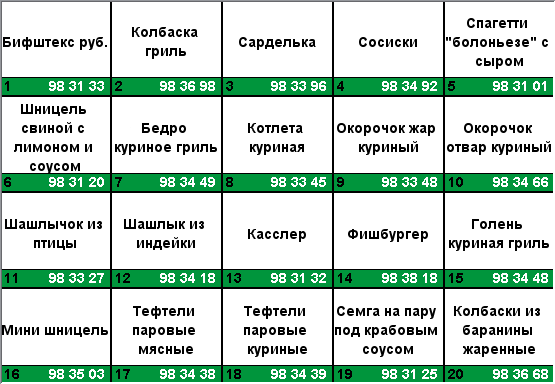 Бифштекс руб.
1 98 31 33
Колбаска
гриль
2 98 36 98
Сарделька
3 98 33 96
Сосиски
4 98 34 92
Спагетти
"болоньезе" с
сыром
5 98 31 01
Шницель
свиной с
лимоном и
соусом
6 98 31 20
Бедро
куриное гриль
7 98 34 49
Котлета
куриная
8 98 33 45
Окорочок жар
куриный
9 98 33 48
Окорочок
отвар куриный
10 98 34 66
Шашлычок из
птицы
11 98 33 27
Шашлык из
индейки
12 98 34 18
Касслер
13 98 31 32
Фишбургер
14 98 38 18
Голень
куриная гриль
15 98 34 48
Мини шницель
16 98 35 03
Тефтели
паровые
мясные
17 98 34 38
Тефтели
паровые
куриные
18 98 34 39
Семга на пару
под крабовым
соусом
19 98 31 25
Колбаски из
баранины
жаренные
20 98 36 68